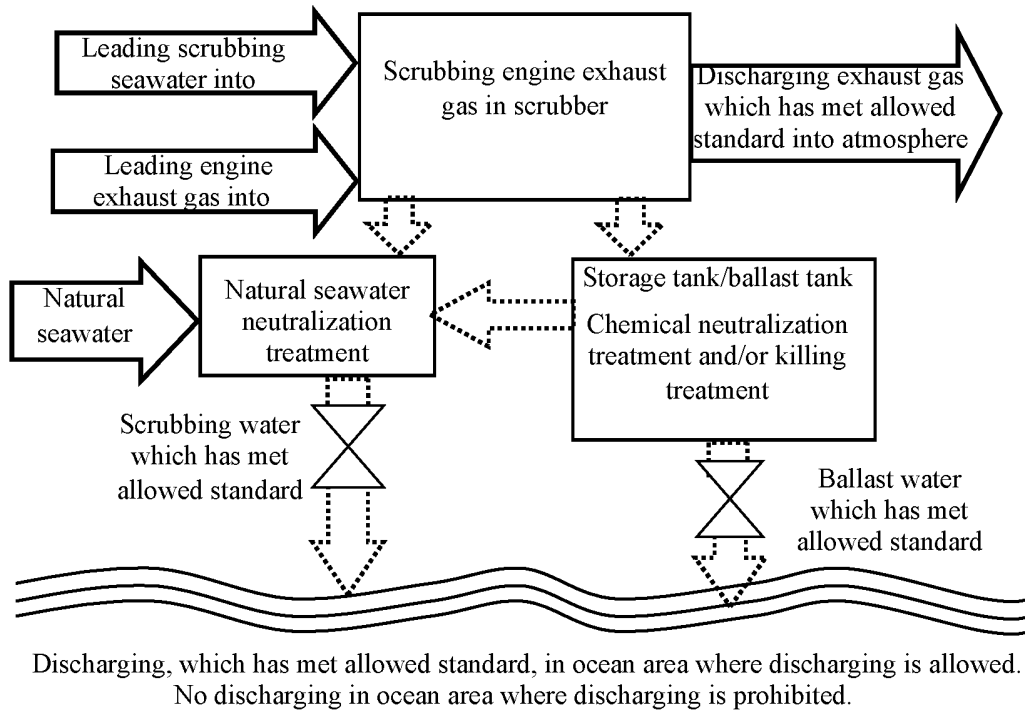 Leading scrubbing
seawater into
Scrubbing engine exhaust
gas in scrubber
Discharging exhaust gas
which has met allowed
standard into atmosphere
Leading engine
exhaust gas into
Natural
seawater
Natural seawater
neutralization
treatment
Storage tank/ballast tank
Chemical neutralization
treatment and/or killing
treatment
Scrubbing water
which has met
allowed standard
Ballast water
which has met
allowed standard
Discharging, which has met allowed standard, in ocean area where discharging is allowed.
No discharging in ocean area where discharging is prohibited.